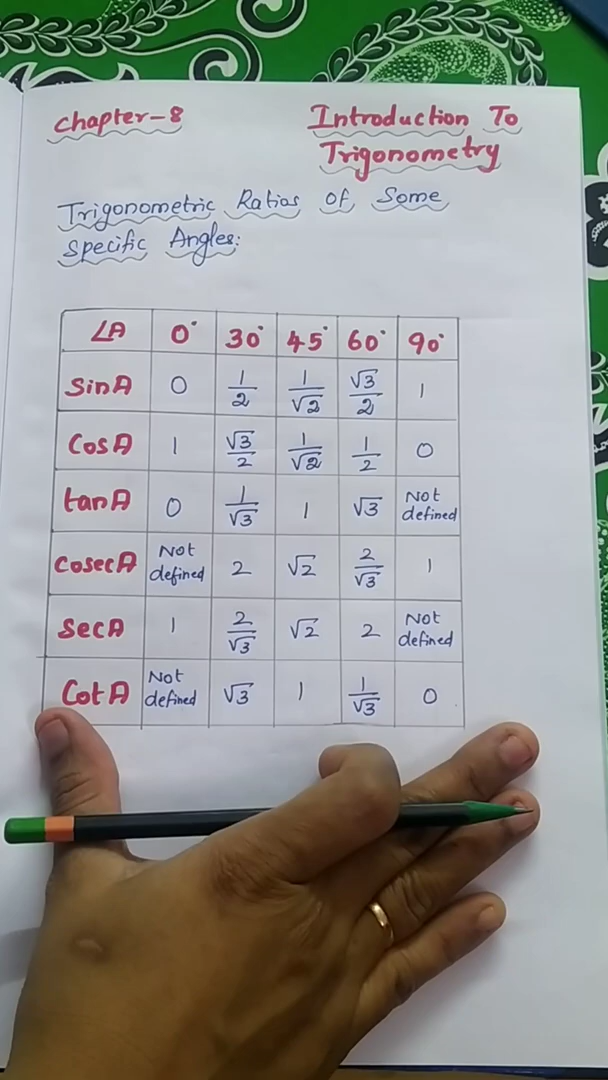 Chapter-8
Introduction To
Trigonometry
Trigonometric Ratios Of Some
Specific Angles:
∠A 0° 30° 45° 60° 90°
SinA 0 1/2 1/√2 √3/2 1
CosA 1 √3/2 1/√2 1/2 0
tanA 0 1/√3 1 √3 Not defined
CosecA Not defined 2 √2 2/√3 1
SecA 1 2/√3 √2 2 Not defined
CotA Not defined √3 1 1/√3 0